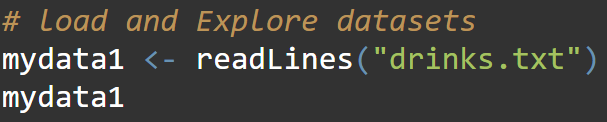 # load and Explore datasets
mydata1 <- readLines("drinks.txt")
mydata1